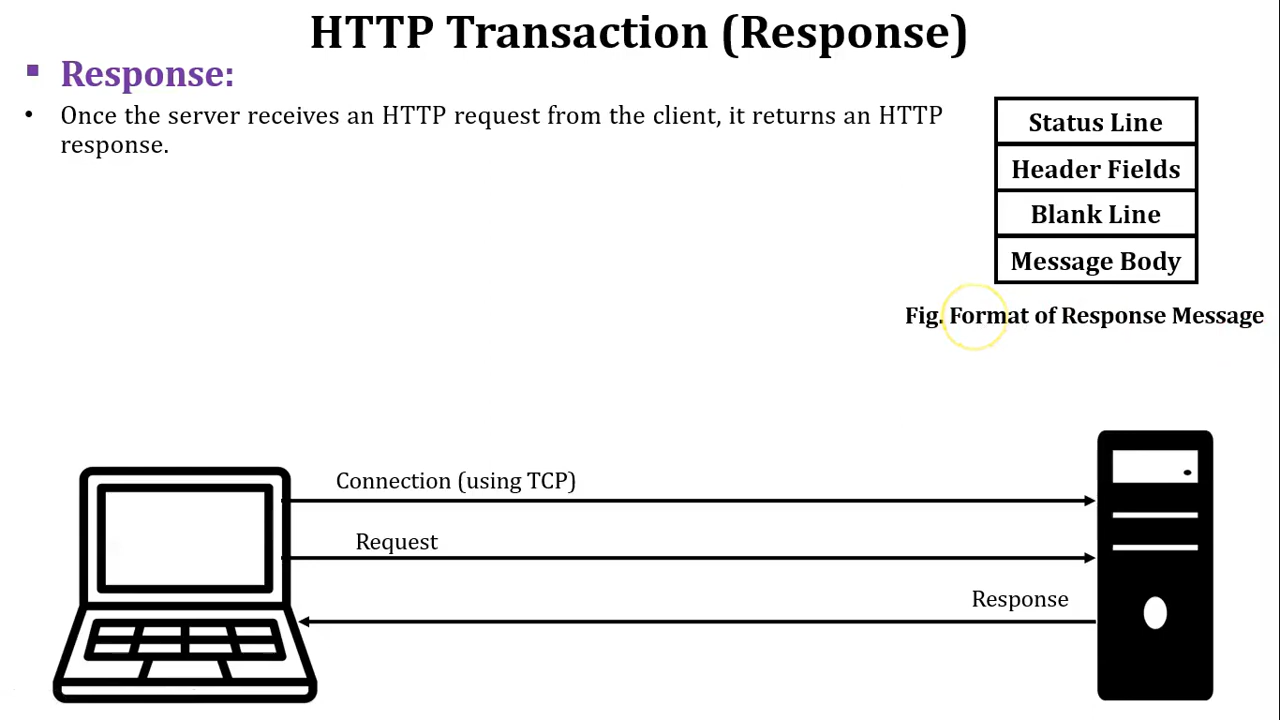 HTTP Transaction (Response)
▪ Response:
• Once the server receives an HTTP request from the client, it returns an HTTP
response.
Status Line
Header Fields
Blank Line
Message Body
Fig. Format of Response Message
Connection (using TCP)
Request
Response